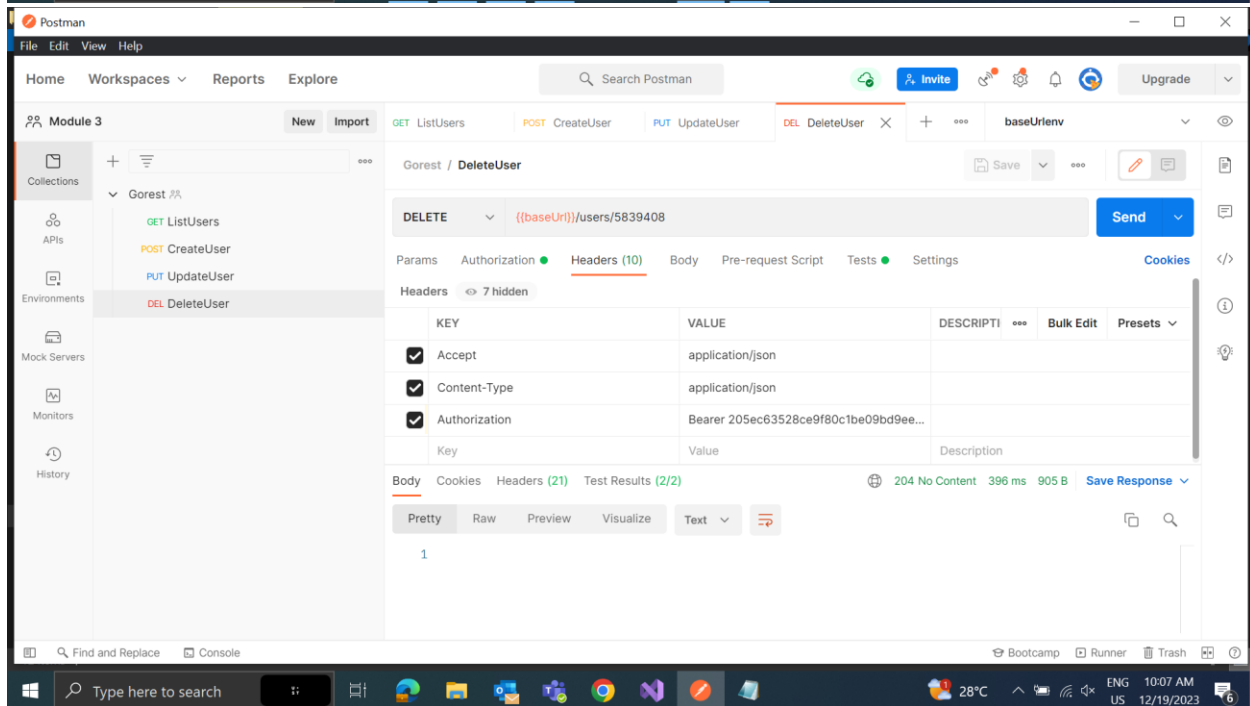 Postman
File Edit View Help
Home Workspaces Reports Explore Search Postman Invite Upgrade
Module 3 New Import GET ListUsers POST CreateUser PUT UpdateUser DEL DeleteUser baseUrlenv
Collections
APIs
Environments
Mock Servers
Monitors
History
Gorest
GET ListUsers
POST CreateUser
PUT UpdateUser
DEL DeleteUser
Gorest / DeleteUser Save
DELETE {{baseUrl}}/users/5839408 Send
Params Authorization Headers (10) Body Pre-request Script Tests Settings Cookies
Headers 7 hidden
KEY VALUE DESCRIPTI Bulk Edit Presets
Accept application/json
Content-Type application/json
Authorization Bearer 205ec63528ce9f80c1be09bd9ee...
Key Value Description
Body Cookies Headers (21) Test Results (2/2) 204 No Content 396 ms 905 B Save Response
Pretty Raw Preview Visualize Text
1
Find and Replace Console Bootcamp Runner Trash
Type here to search 28°C ENG 10:07 AM
US 12/19/2023 6